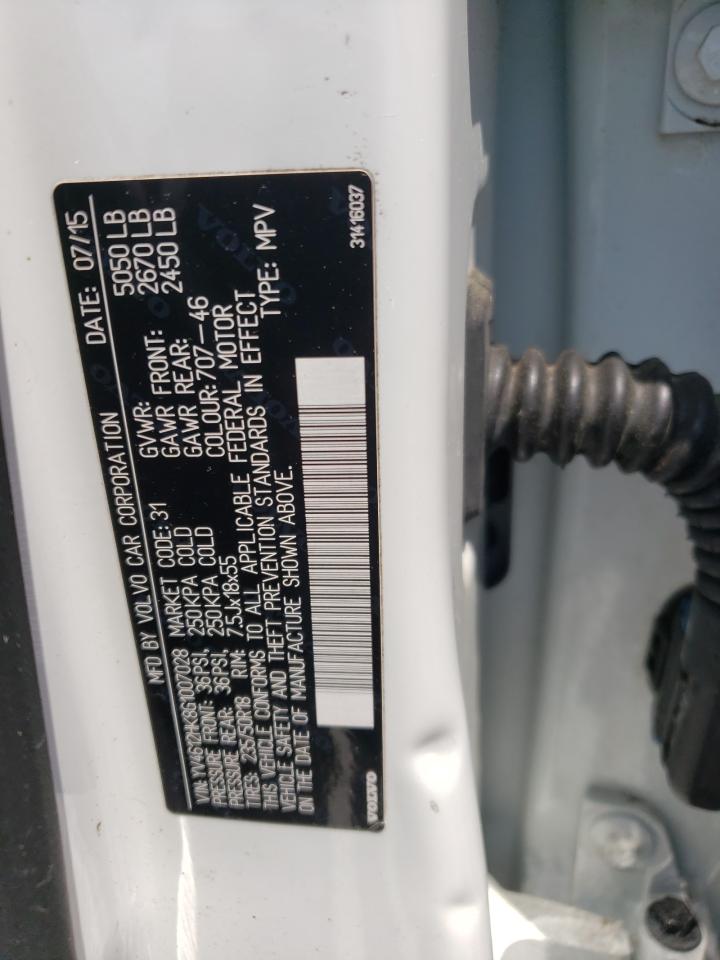 MFD BY VOLVO CAR CORPORATION DATE: 07/15
VIN: YV4612HK8G1007028 MARKET CODE: 31 GVWR: 5050 LB
PRESSURE FRONT: 36PSI, 250KPA COLD GAWR FRONT: 2670 LB
PRESSURE REAR: 36PSI, 250KPA COLD GAWR REAR: 2450 LB
TIRES: 235/50R18 RIM: 7.5Jx18x55 COLOUR: 707-46
THIS VEHICLE CONFORMS TO ALL APPLICABLE FEDERAL MOTOR
VEHICLE SAFETY AND THEFT PREVENTION STANDARDS IN EFFECT
ON THE DATE OF MANUFACTURE SHOWN ABOVE. TYPE: MPV
VOLVO 31416037